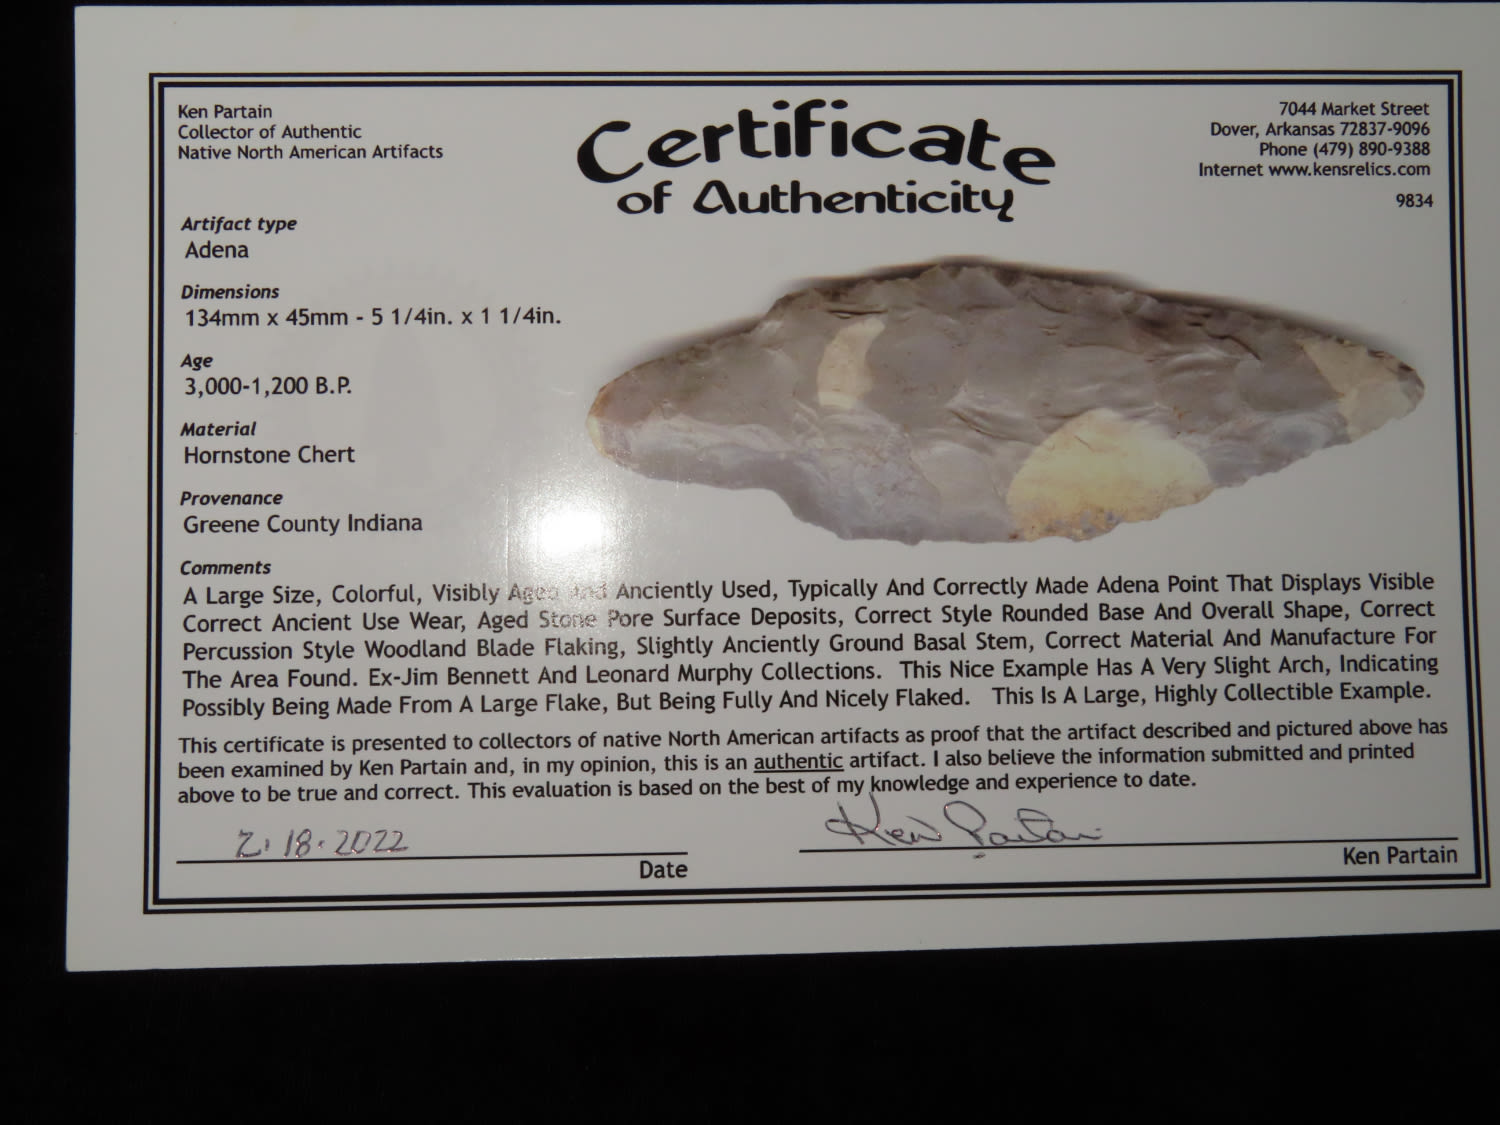 Ken Partain
Collector of Authentic
Native North American Artifacts
Certificate
of Authenticity
7044 Market Street
Dover, Arkansas 72837-9096
Phone (479) 890-9388
Internet www.kensrelics.com
9834
Artifact type
Adena
Dimensions
134mm x 45mm - 5 1/4in. x 1 1/4in.
Age
3,000-1,200 B.P.
Material
Hornstone Chert
Provenance
Greene County Indiana
Comments
A Large Size, Colorful, Visibly Aged And Anciently Used, Typically And Correctly Made Adena Point That Displays Visible
Correct Ancient Use Wear, Aged Stone Pore Surface Deposits, Correct Style Rounded Base And Overall Shape, Correct
Percussion Style Woodland Blade Flaking, Slightly Anciently Ground Basal Stem, Correct Material And Manufacture For
The Area Found. Ex-Jim Bennett And Leonard Murphy Collections. This Nice Example Has A Very Slight Arch, Indicating
Possibly Being Made From A Large Flake, But Being Fully And Nicely Flaked. This Is A Large, Highly Collectible Example.
This certificate is presented to collectors of native North American artifacts as proof that the artifact described and pictured above has
been examined by Ken Partain and, in my opinion, this is an authentic artifact. I also believe the information submitted and printed
above to be true and correct. This evaluation is based on the best of my knowledge and experience to date.
2.18.2022
Ken Partain
Date
Ken Partain